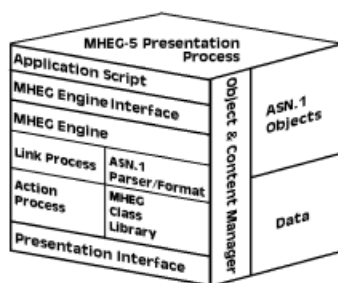 MHEG-5 Presentation
Process
Application Script
MHEG Engine Interface
MHEG Engine
Link Process
ASN.1
Parser/Format
Action
Process
MHEG
Class
Library
Presentation Interface
Object & Content Manager
ASN.1
Objects
Data